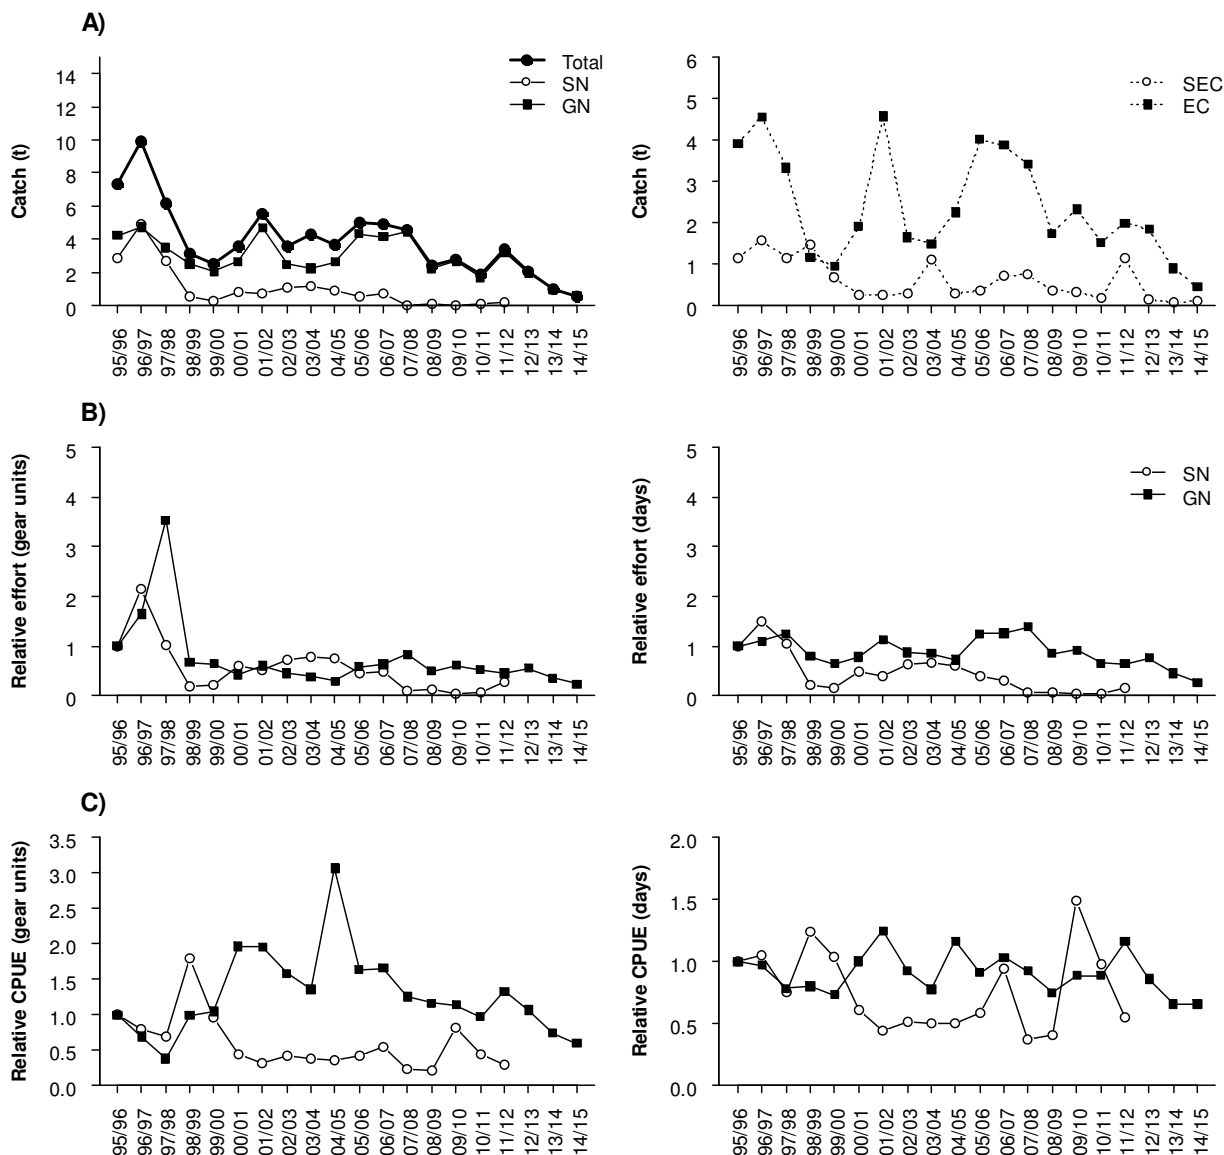 A)
Total
SN
GN
Catch (t)
14
12
10
8
6
4
2
0
95/96 96/97 97/98 98/99 99/00 00/01 01/02 02/03 03/04 04/05 05/06 06/07 07/08 08/09 09/10 10/11 11/12 12/13 13/14 14/15
SEC
EC
Catch (t)
6
5
4
3
2
1
0
95/96 96/97 97/98 98/99 99/00 00/01 01/02 02/03 03/04 04/05 05/06 06/07 07/08 08/09 09/10 10/11 11/12 12/13 13/14 14/15
B)
Relative effort (gear units)
5
4
3
2
1
0
95/96 96/97 97/98 98/99 99/00 00/01 01/02 02/03 03/04 04/05 05/06 06/07 07/08 08/09 09/10 10/11 11/12 12/13 13/14 14/15
SN
GN
Relative effort (days)
5
4
3
2
1
0
95/96 96/97 97/98 98/99 99/00 00/01 01/02 02/03 03/04 04/05 05/06 06/07 07/08 08/09 09/10 10/11 11/12 12/13 13/14 14/15
C)
Relative CPUE (gear units)
3.5
3.0
2.5
2.0
1.5
1.0
0.5
0.0
95/96 96/97 97/98 98/99 99/00 00/01 01/02 02/03 03/04 04/05 05/06 06/07 07/08 08/09 09/10 10/11 11/12 12/13 13/14 14/15
Relative CPUE (days)
2.0
1.5
1.0
0.5
0.0
95/96 96/97 97/98 98/99 99/00 00/01 01/02 02/03 03/04 04/05 05/06 06/07 07/08 08/09 09/10 10/11 11/12 12/13 13/14 14/15